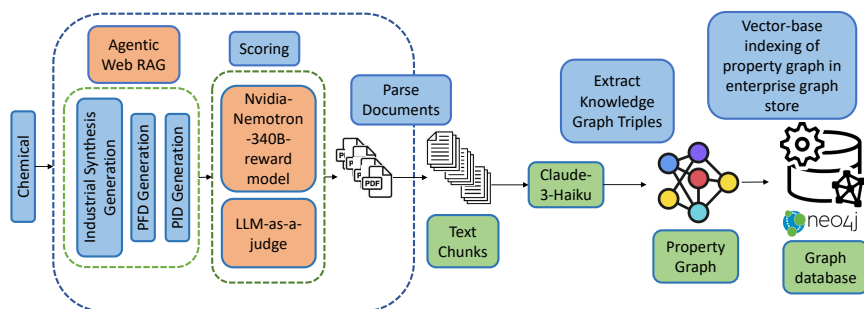 Chemical
Agentic
Web RAG
Industrial Synthesis
Generation
PFD Generation
PID Generation
Scoring
Nvidia-
Nemotron
-340B-
reward
model
LLM-as-a-
judge
PDF
Parse
Documents
Text
Chunks
Claude-
3-Haiku
Extract
Knowledge
Graph Triples
Property
Graph
Vector-base
indexing of
property graph in
enterprise graph
store
neo4j
Graph
database